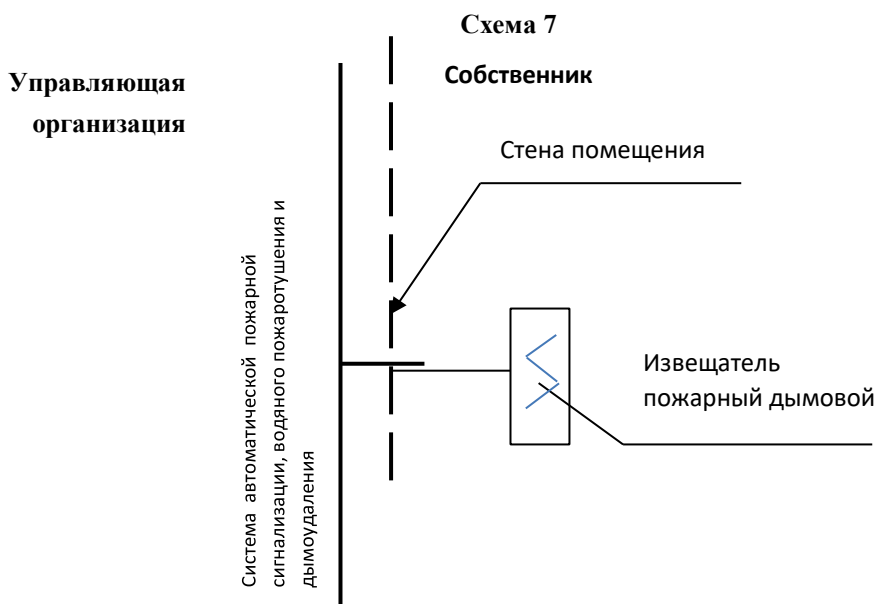 Схема 7
Управляющая
организация
Собственник
Стена помещения
Система автоматической пожарной
сигнализации, водяного пожаротушения и
дымоудаления
Извещатель
пожарный дымовой